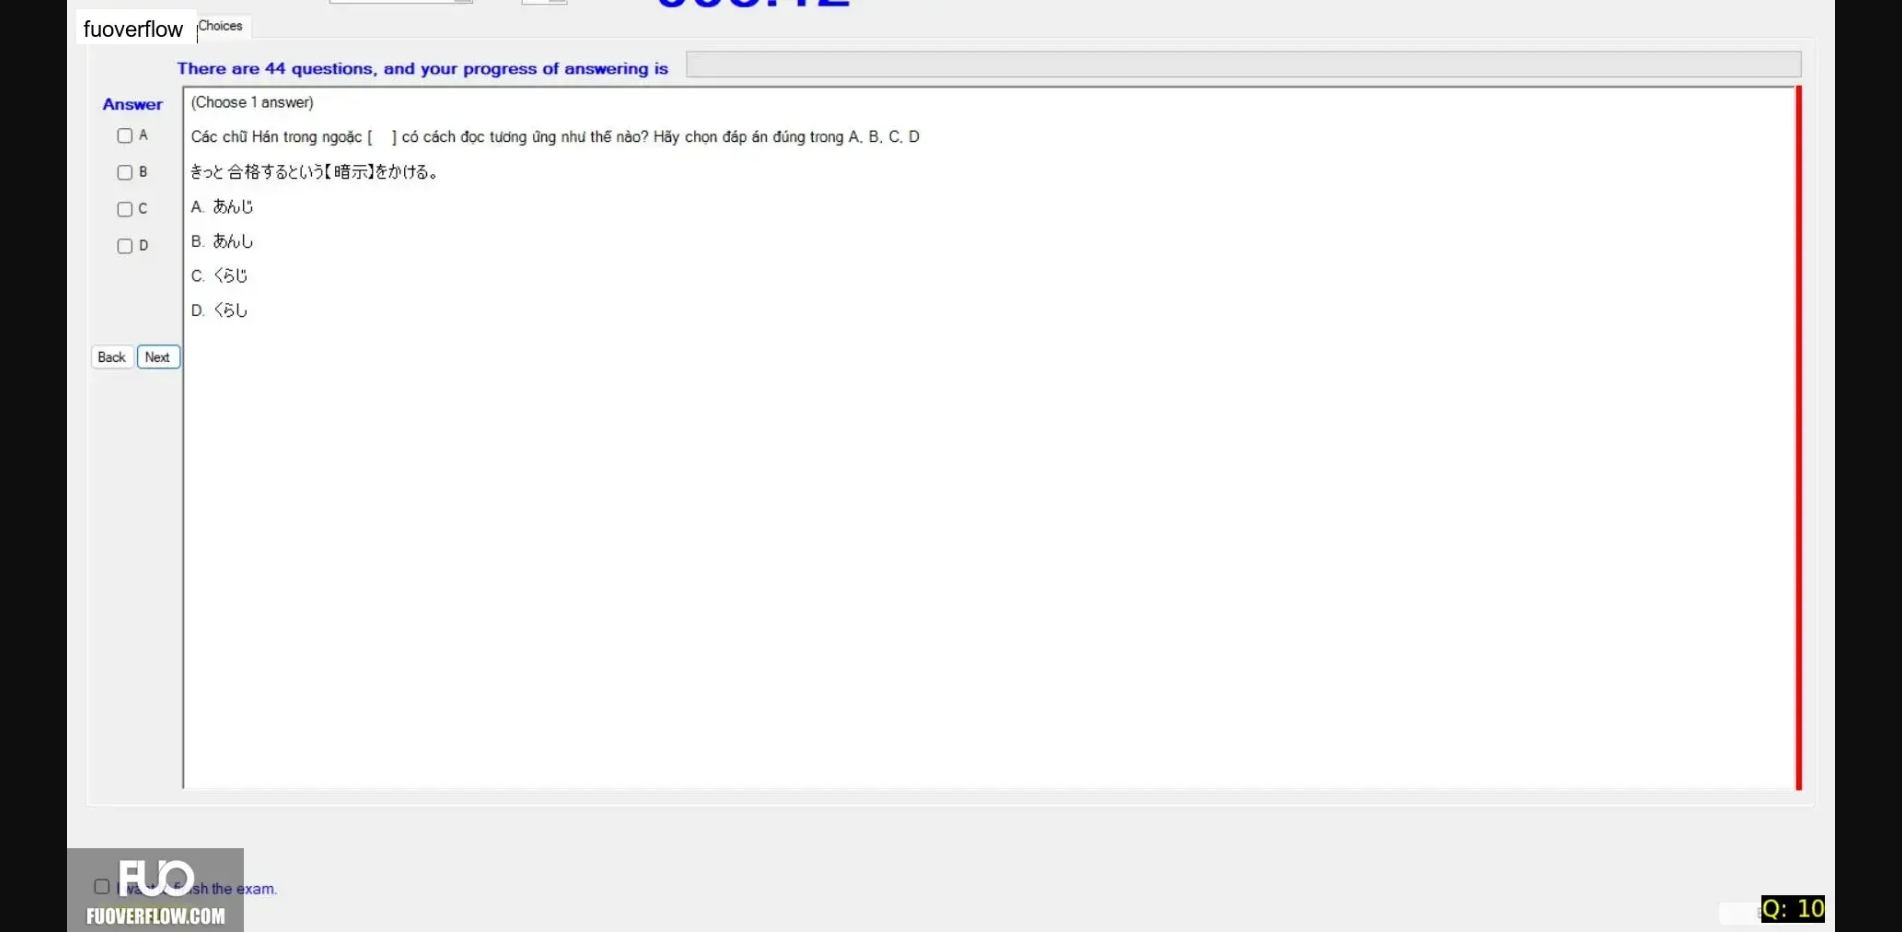 fuoverflow
Choices
There are 44 questions, and your progress of answering is
Answer
(Choose 1 answer)
A
Các chữ Hán trong ngoặc [ ] có cách đọc tương ứng như thế nào? Hãy chọn đáp án đúng trong A, B, C, D
B
きっと合格するという【暗示】をかける。
C
A. あんじ
D
B. あんし
C. くらじ
D. くらし
Back
Next
FUO
the exam.
FUOVERFLOW.COM
Q: 10